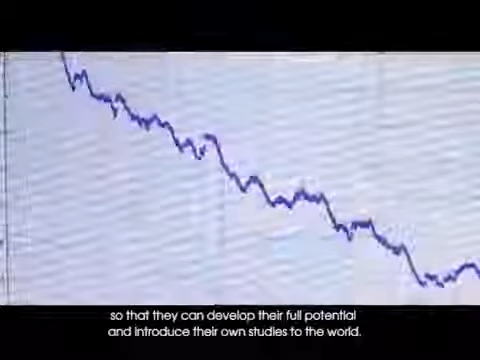 so that they can develop their full potential
and introduce their own studies to the world.